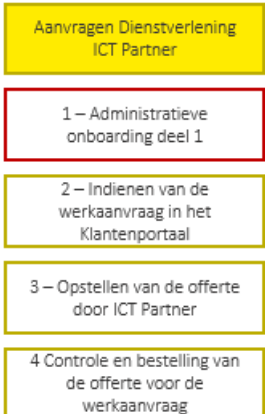 Aanvragen Dienstverlening
ICT Partner
1 – Administratieve
onboarding deel 1
2 – Indienen van de
werkaanvraag in het
Klantenportaal
3 – Opstellen van de offerte
door ICT Partner
4 Controle en bestelling van
de offerte voor de
werkaanvraag